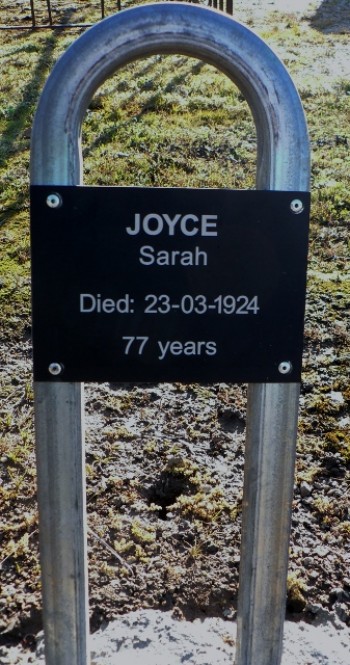 JOYCE
Sarah
Died: 23-03-1924
77 years